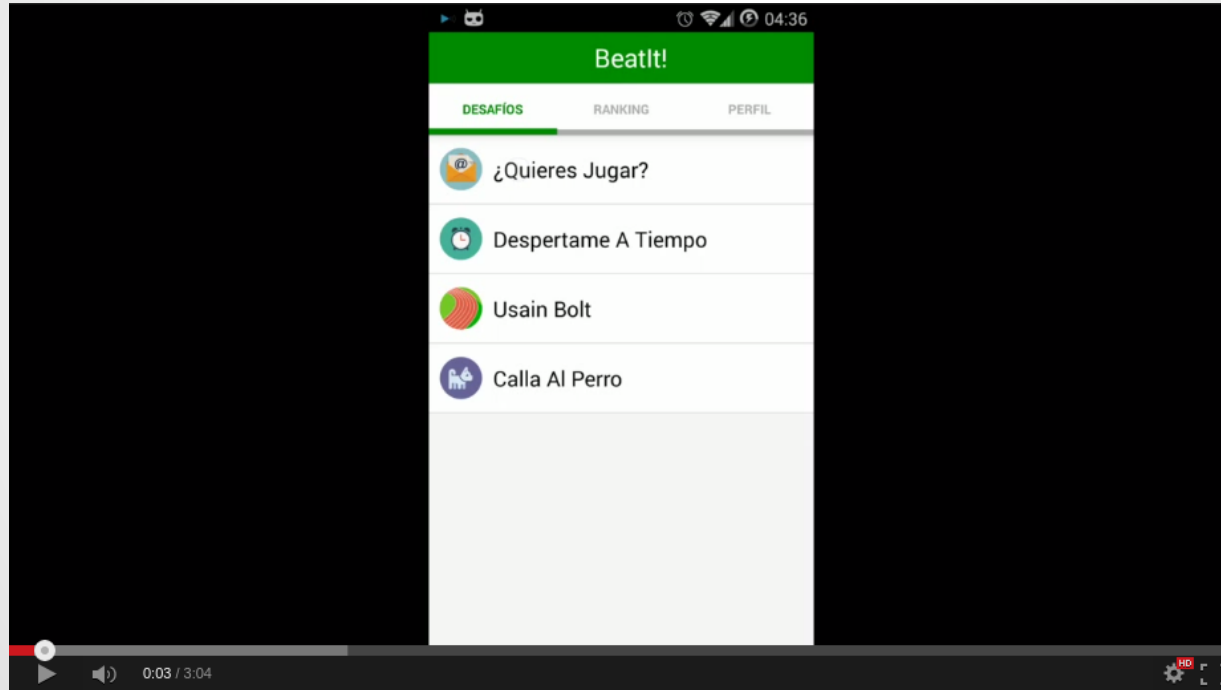 04:36
BeatIt!
DESAFÍOS RANKING PERFIL
@
¿Quieres Jugar?
Despertame A Tiempo
Usain Bolt
Calla Al Perro
0:03 / 3:04
HD